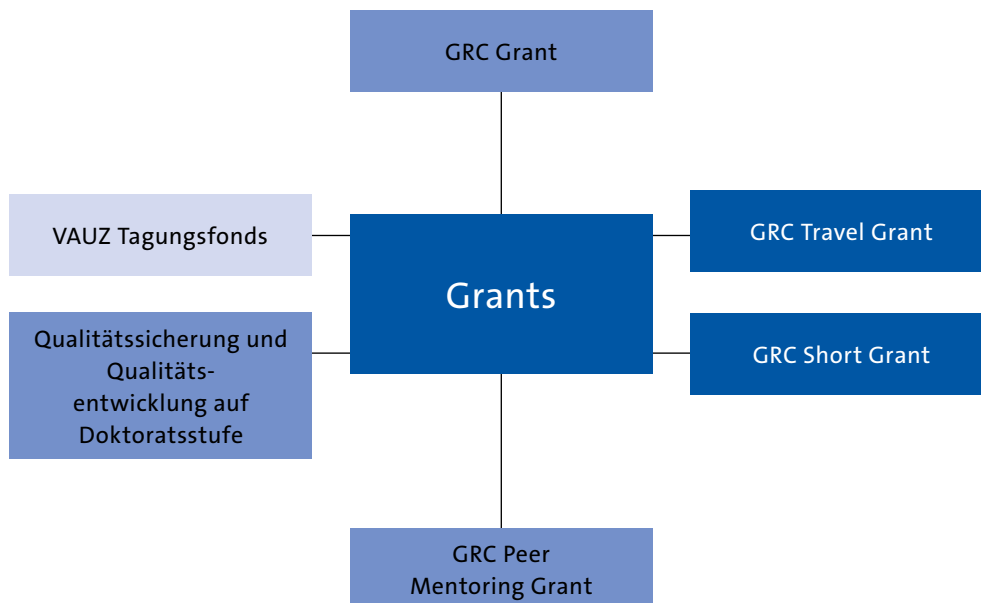 GRC Grant
VAUZ Tagungsfonds
GRC Travel Grant
Grants
Qualitätssicherung und
Qualitäts-
entwicklung auf
Doktoratsstufe
GRC Short Grant
GRC Peer
Mentoring Grant